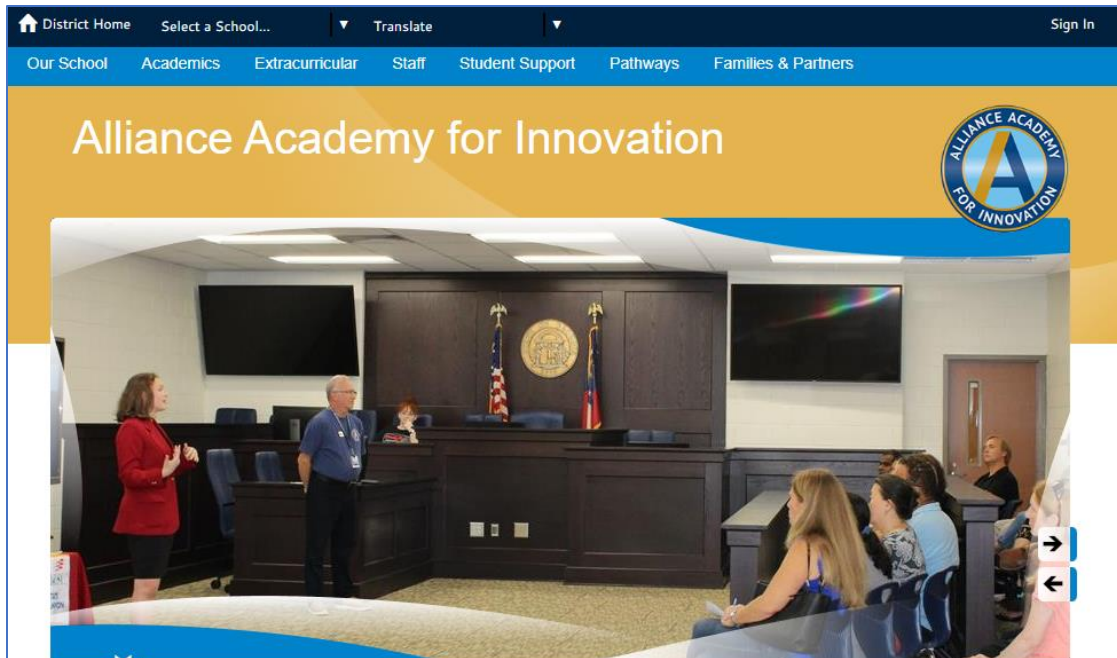 District Home Select a School... Translate Sign In
Our School Academics Extracurricular Staff Student Support Pathways Families & Partners
Alliance Academy for Innovation
ALLIANCE ACADEMY
FOR INNOVATION